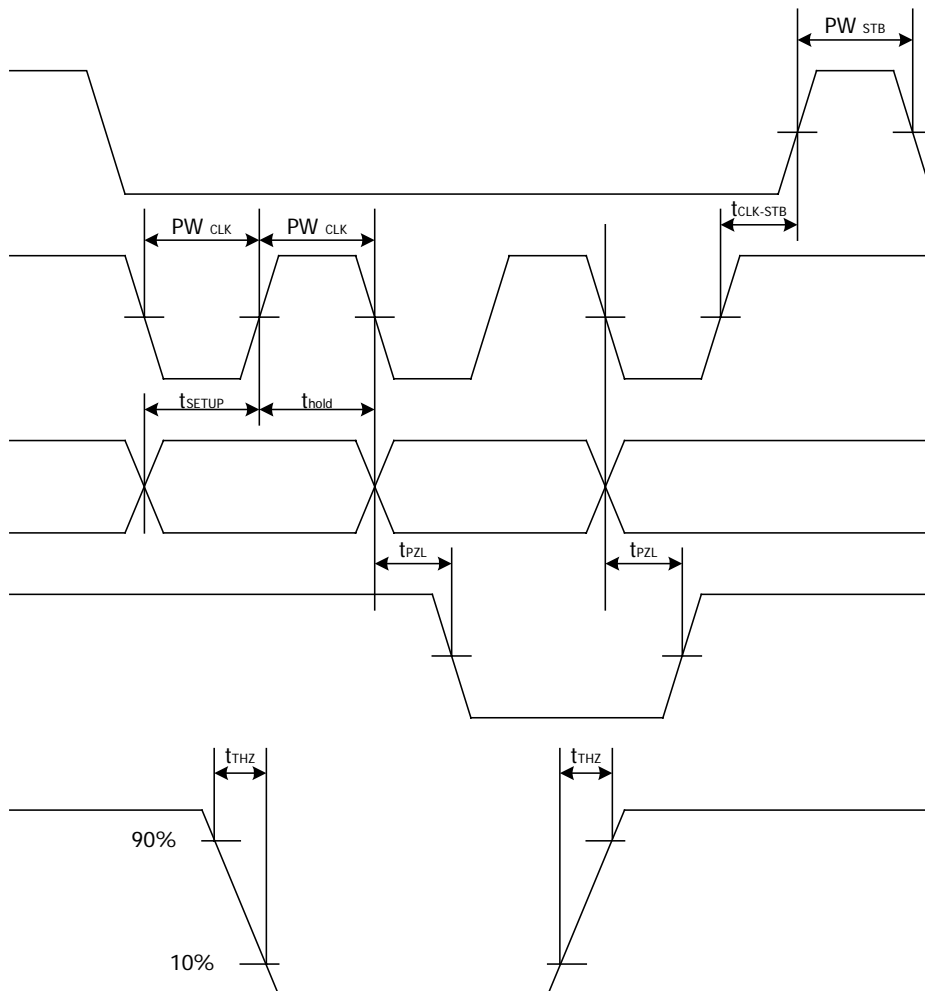 PW STB
tCLK-STB
PW CLK PW CLK
tSETUP thold
tPZL tPZL
tTHZ tTHZ
90%
10%